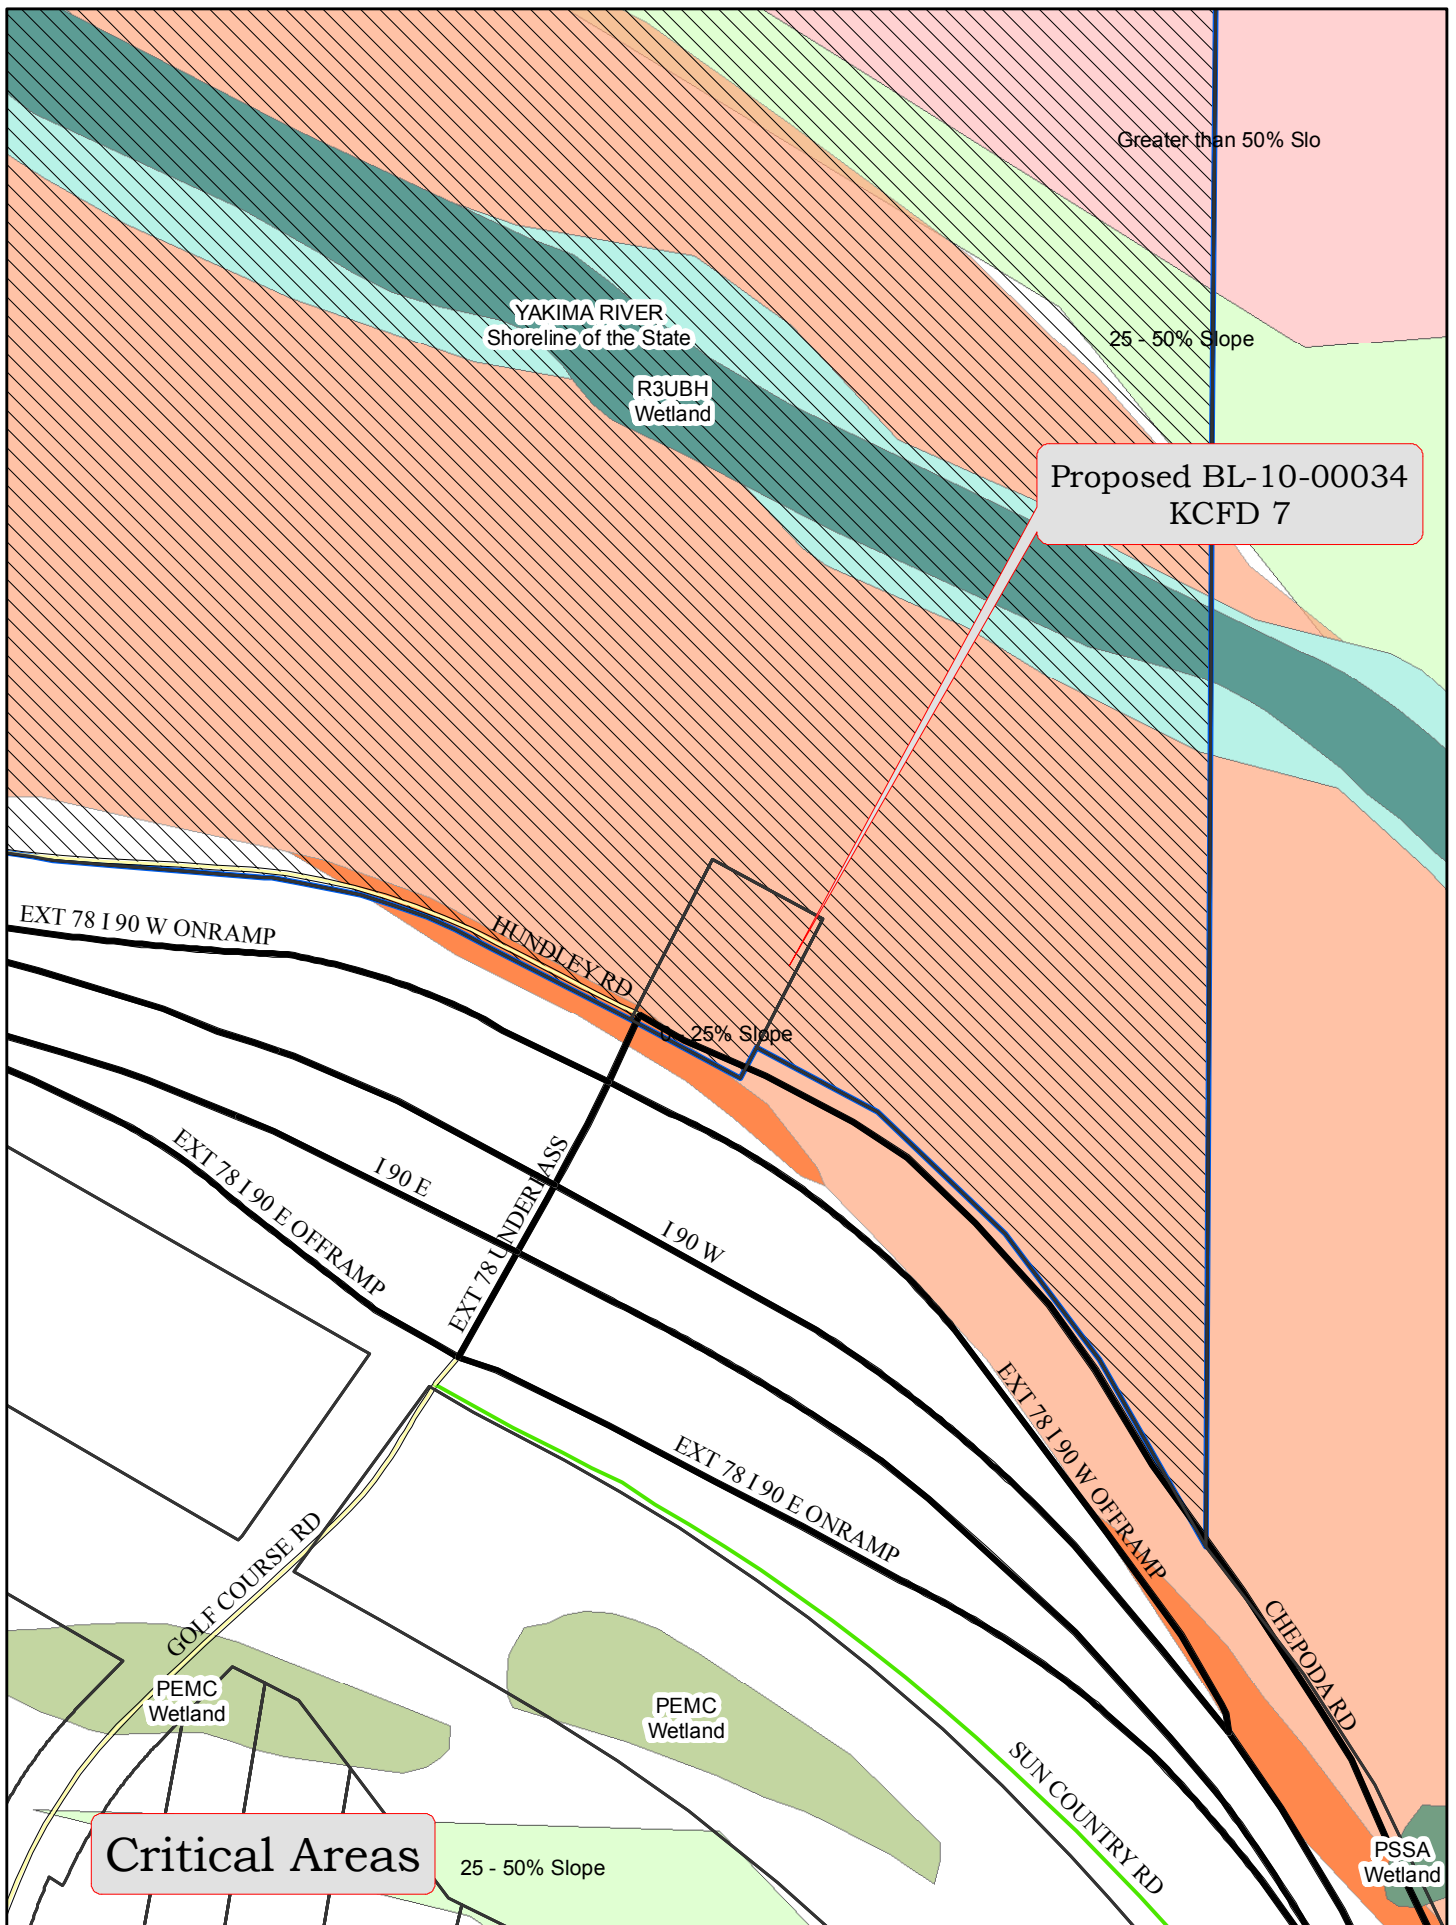 Greater than 50% Slo
YAKIMA RIVER
Shoreline of the State
25 - 50% Slope
R3UBH
Wetland
Proposed BL-10-00034
KCFD 7
EXT 78 I 90 W ONRAMP
HUNDLEY RD
0 - 25% Slope
EXT 78 I 90 E OFFRAMP
I 90 E
EXT 78 UNDERPASS
I 90 W
EXT 78 I 90 W OFFRAMP
EXT 78 I 90 E ONRAMP
GOLF COURSE RD
CHEPODA RD
PEMC
Wetland
PEMC
Wetland
SUN COUNTRY RD
Critical Areas
25 - 50% Slope
PSSA
Wetland